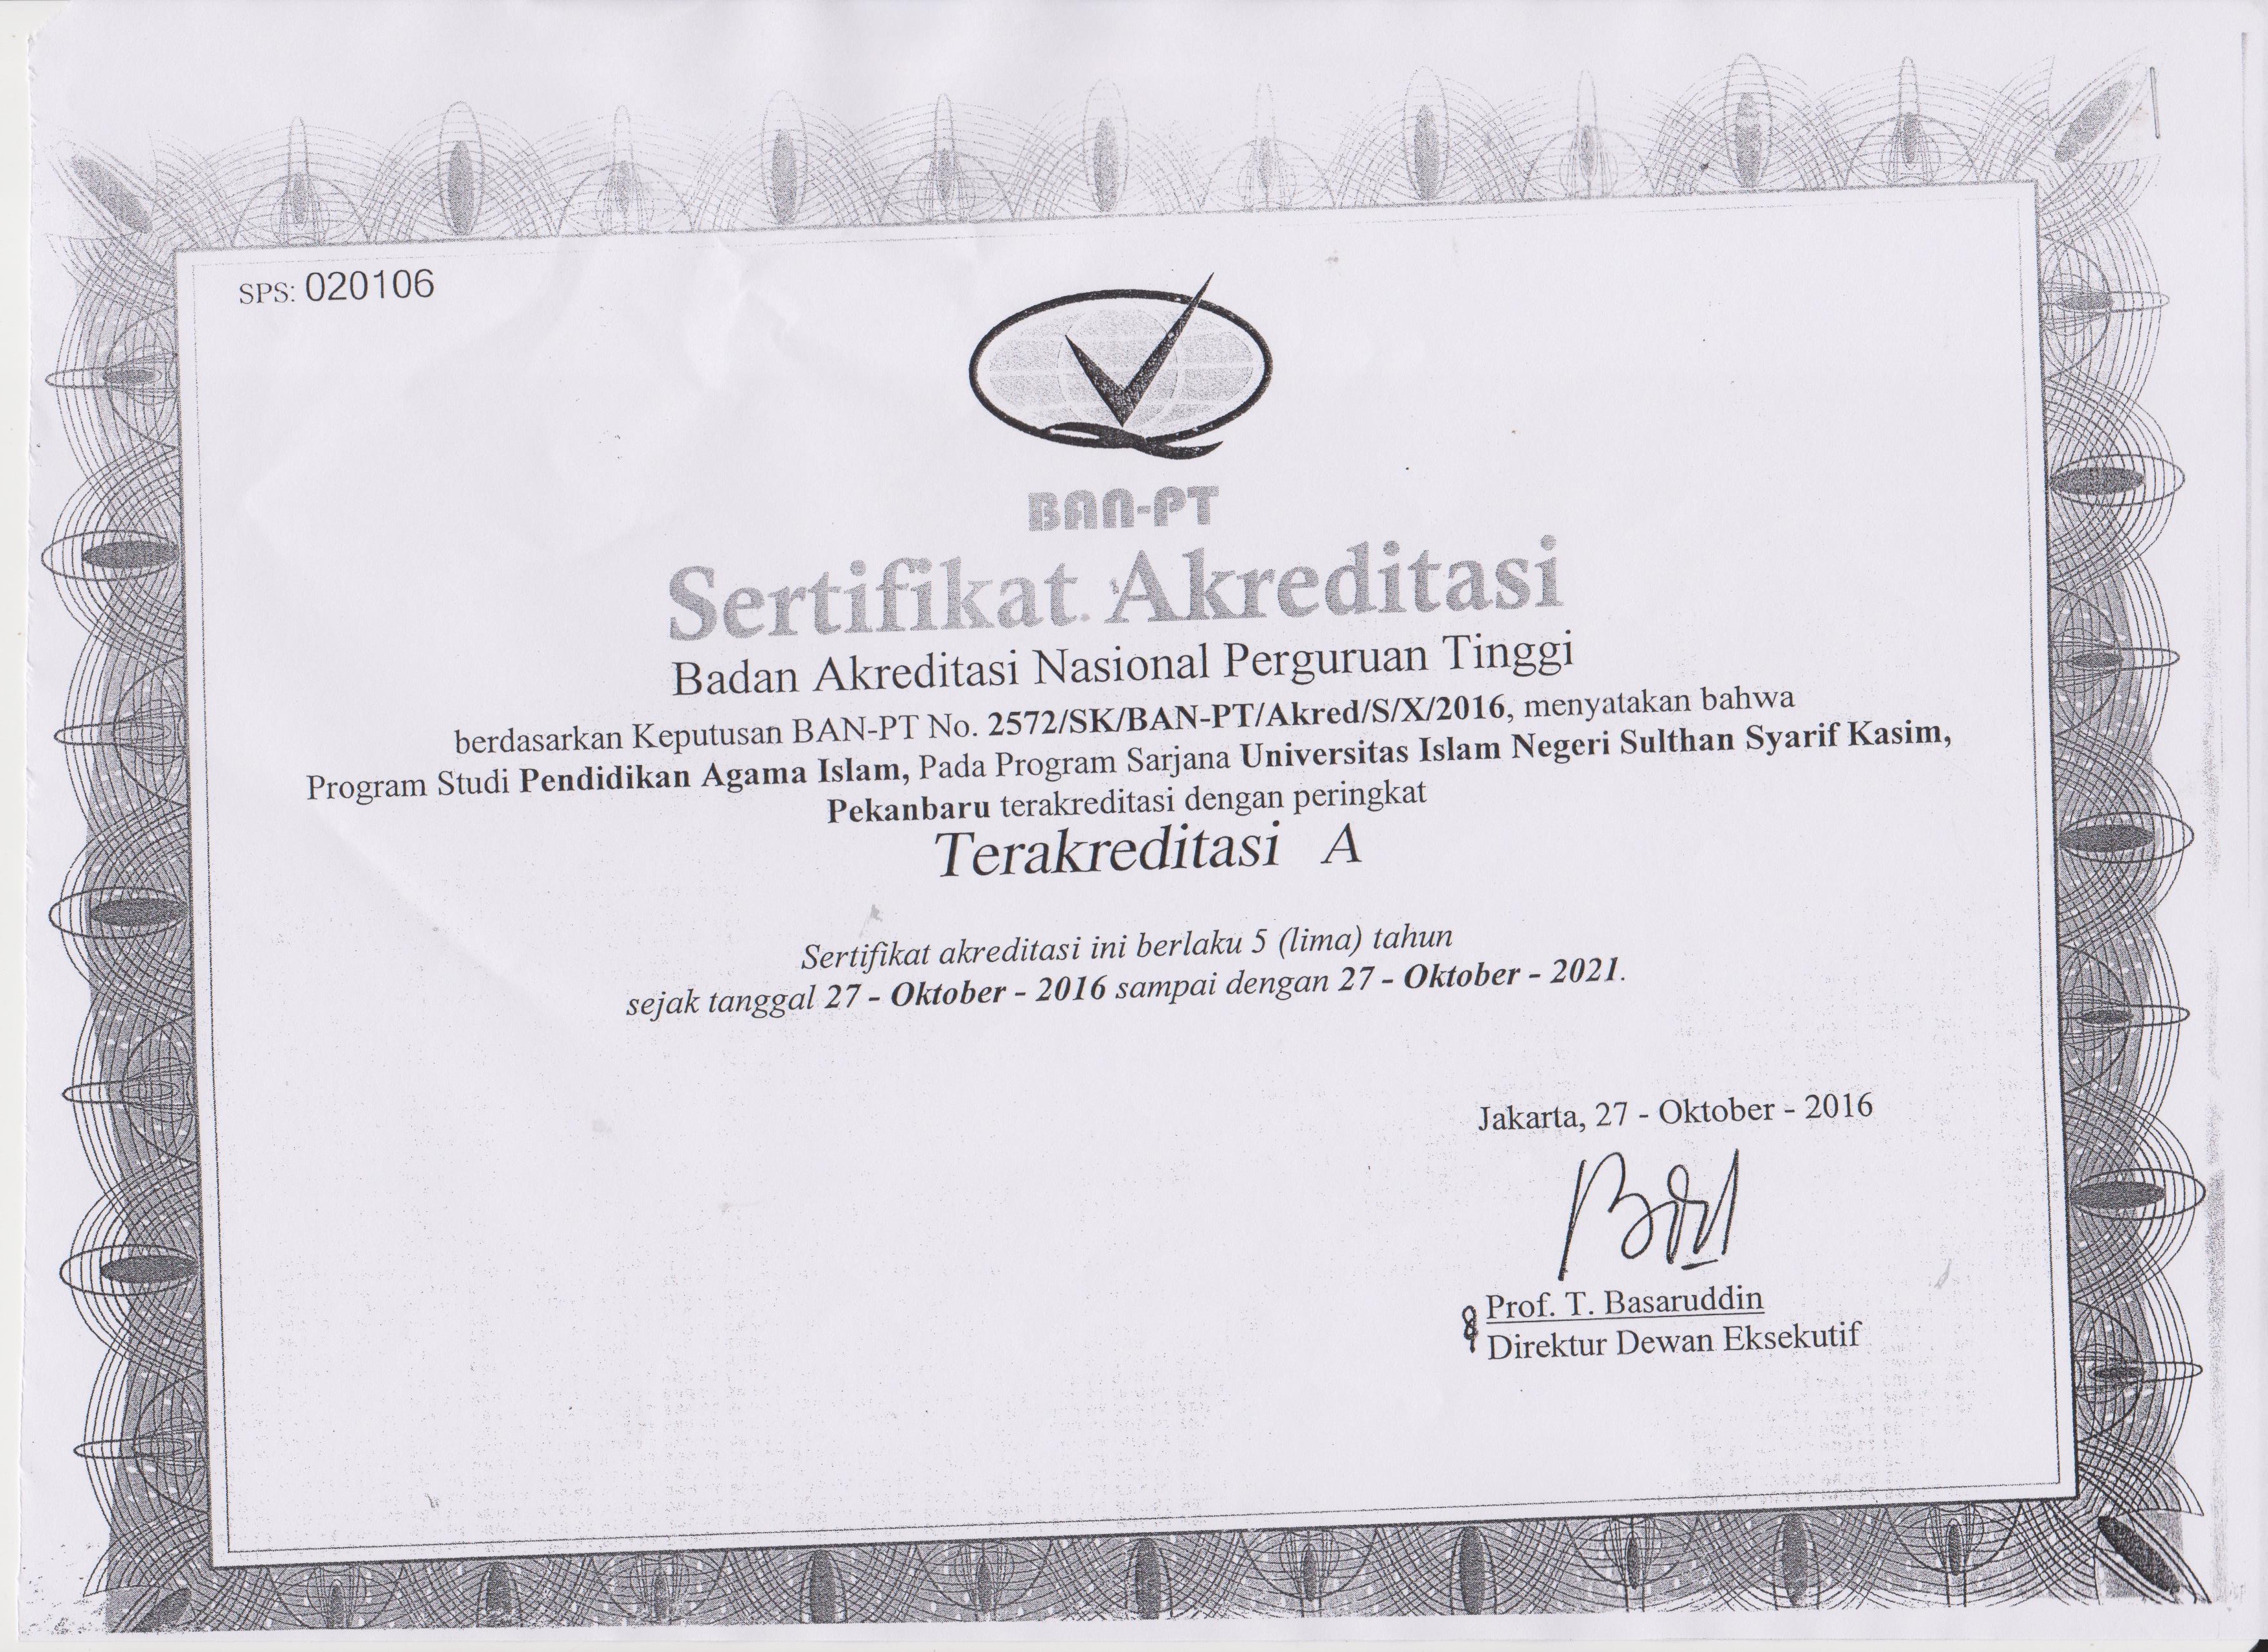 SPS: 020106
BAN-PT
Sertifikat Akreditasi
Badan Akreditasi Nasional Perguruan Tinggi
berdasarkan Keputusan BAN-PT No. 2572/SK/BAN-PT/Akred/S/X/2016, menyatakan bahwa
Program Studi Pendidikan Agama Islam, Pada Program Sarjana Universitas Islam Negeri Sulthan Syarif Kasim,
Pekanbaru terakreditasi dengan peringkat
Terakreditasi A
Sertifikat akreditasi ini berlaku 5 (lima) tahun
sejak tanggal 27 - Oktober - 2016 sampai dengan 27 - Oktober - 2021.
Jakarta, 27 - Oktober - 2016
Prof. T. Basaruddin
Direktur Dewan Eksekutif